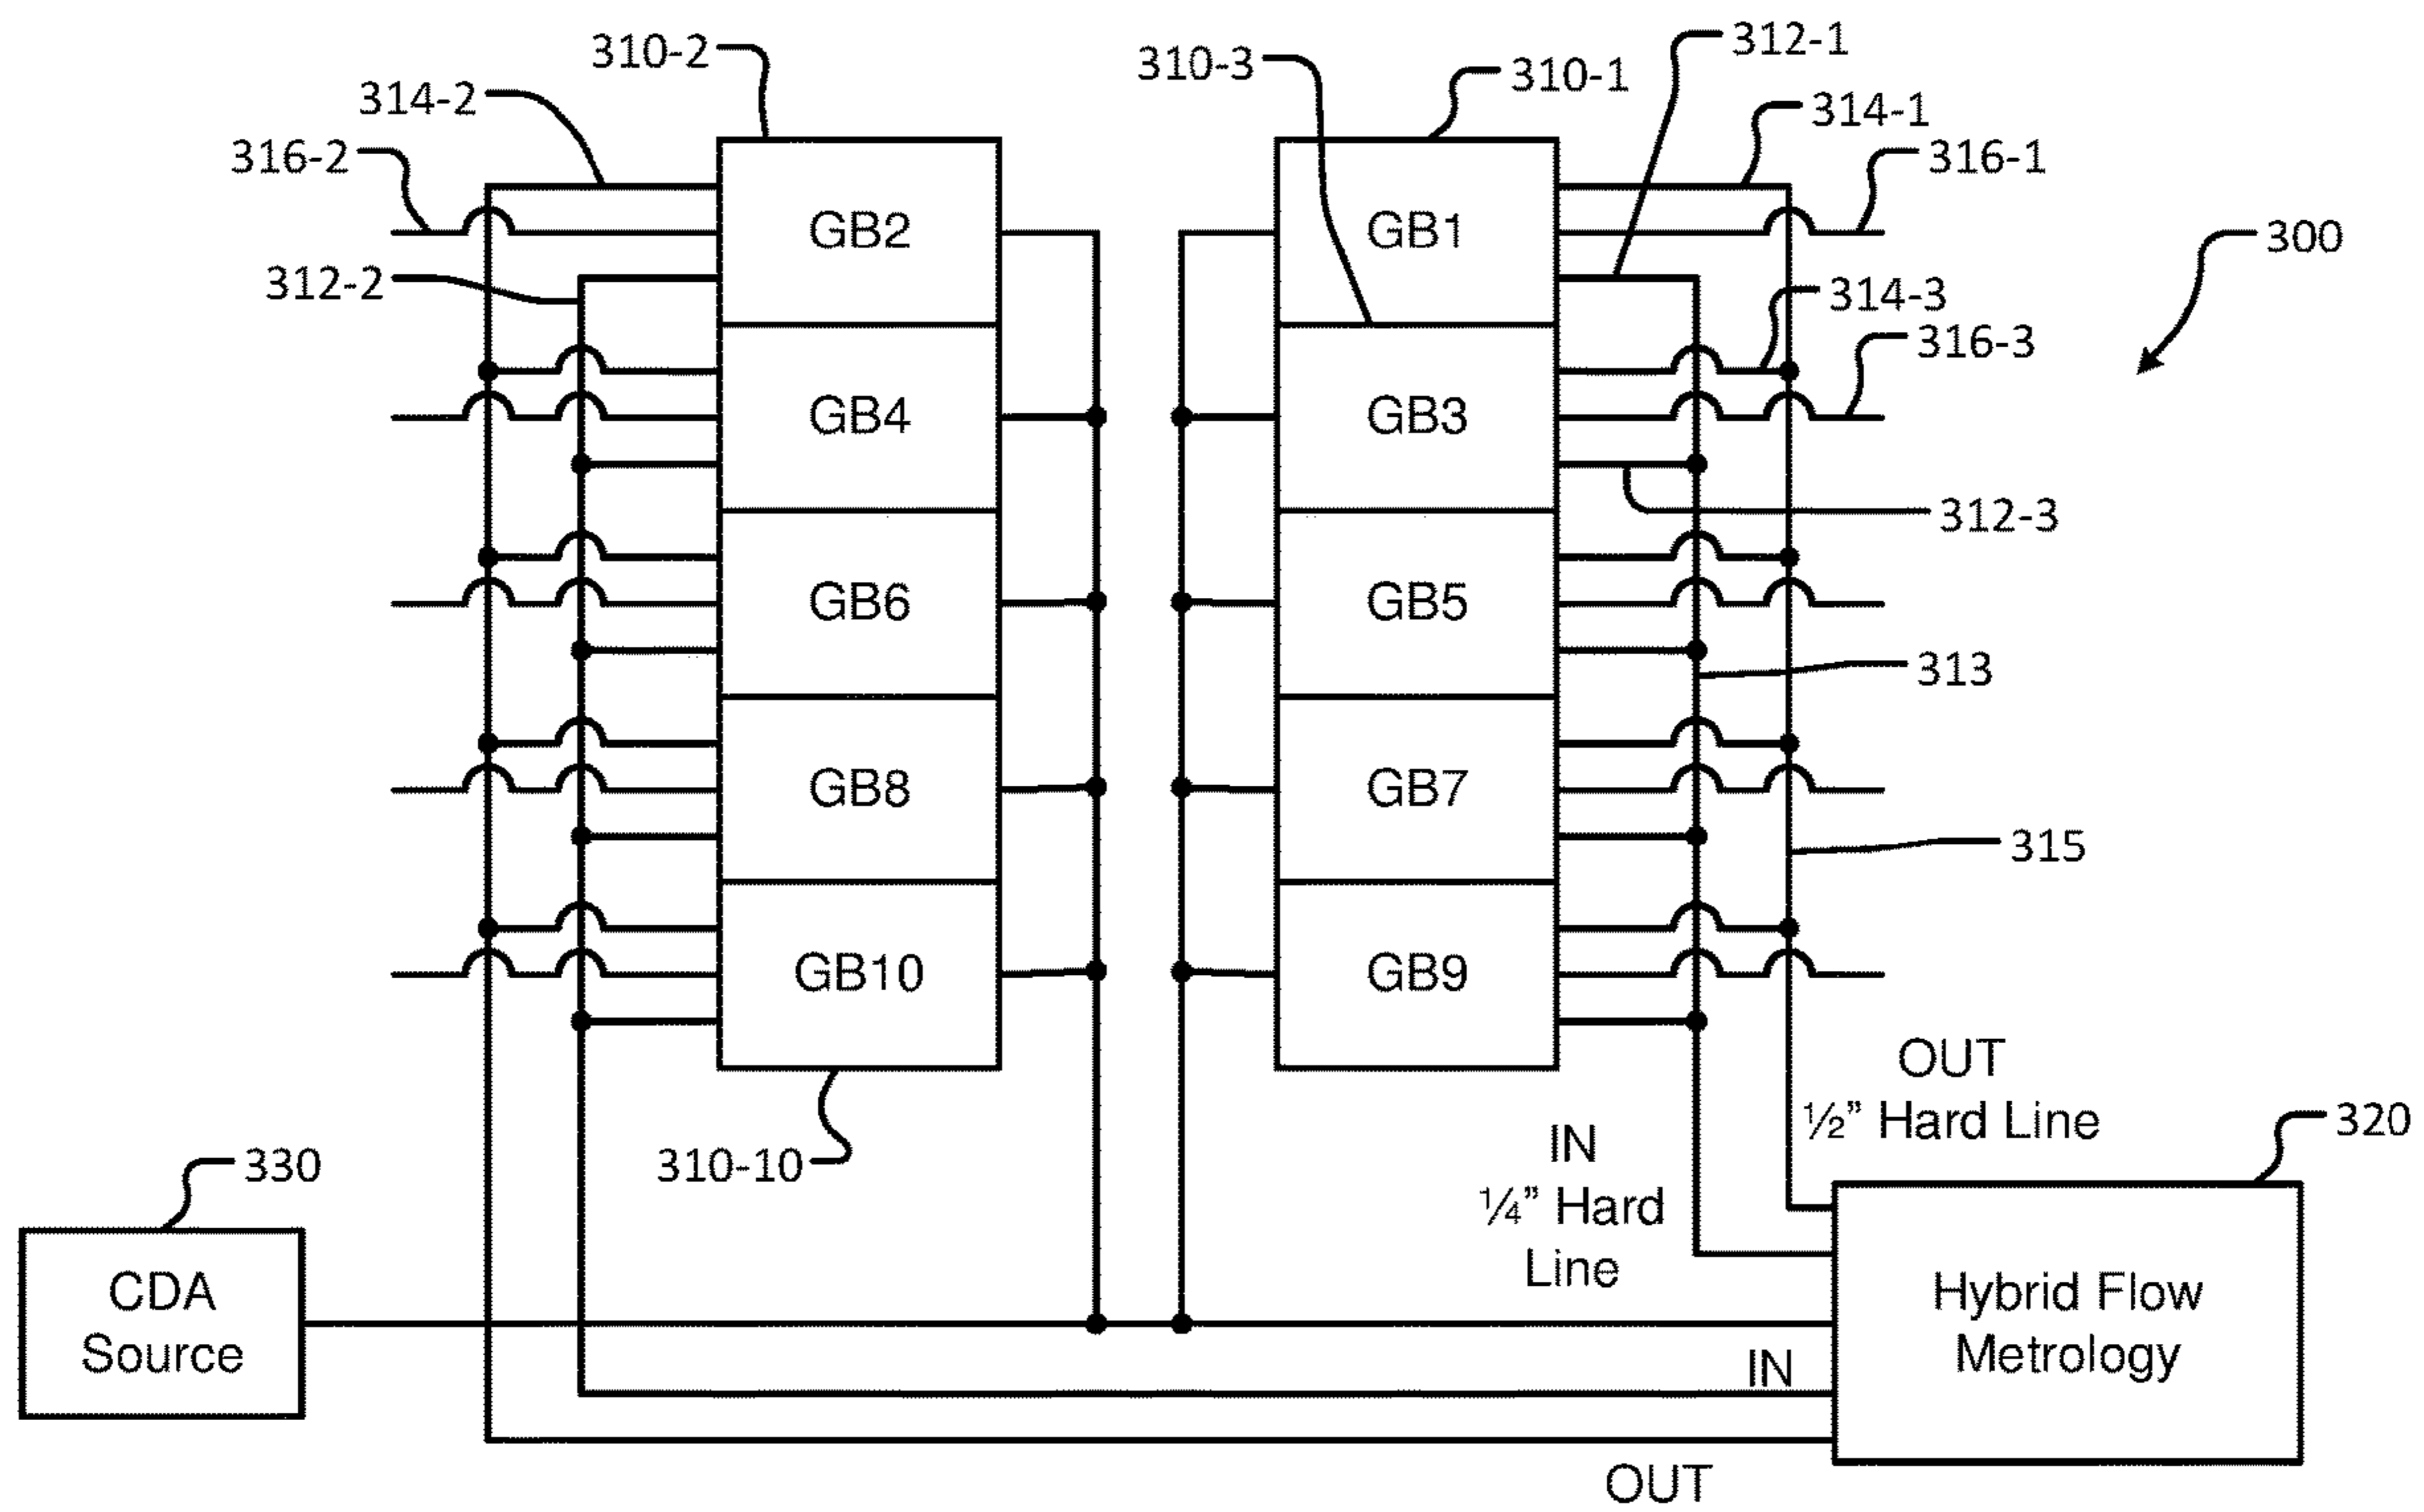 310-2
310-3
310-1
312-1
314-2
314-1
316-2
316-1
GB2
GB1
300
312-2
314-3
316-3
GB4
GB3
312-3
GB6
GB5
313
GB8
GB7
315
GB10
GB9
OUT
½” Hard Line
320
310-10
IN
¼” Hard
Line
330
CDA
Source
Hybrid Flow
Metrology
IN
OUT